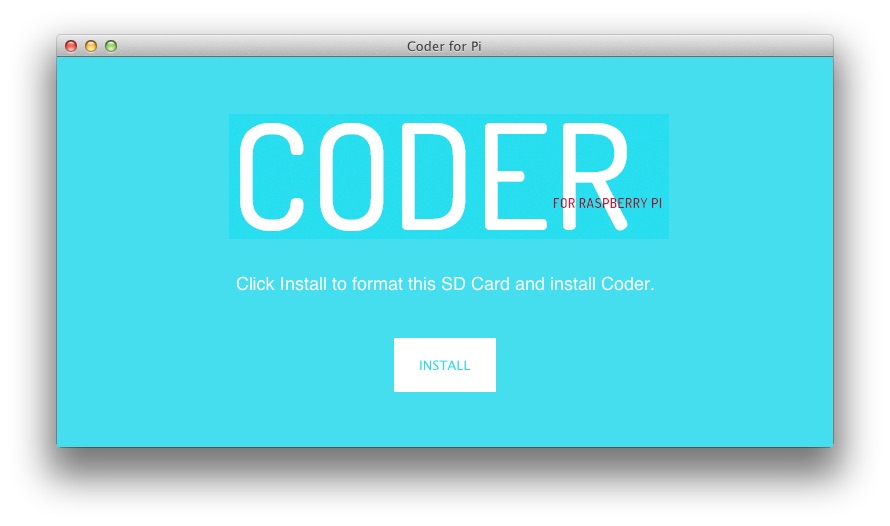 Coder for Pi
CODER
FOR RASPBERRY PI
Click Install to format this SD Card and install Coder.
INSTALL